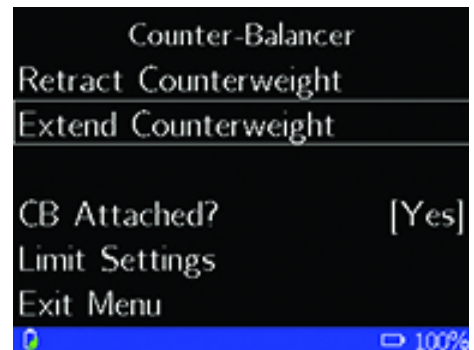 Counter-Balancer
Retract Counterweight
Extend Counterweight
CB Attached? [Yes]
Limit Settings
Exit Menu
100%